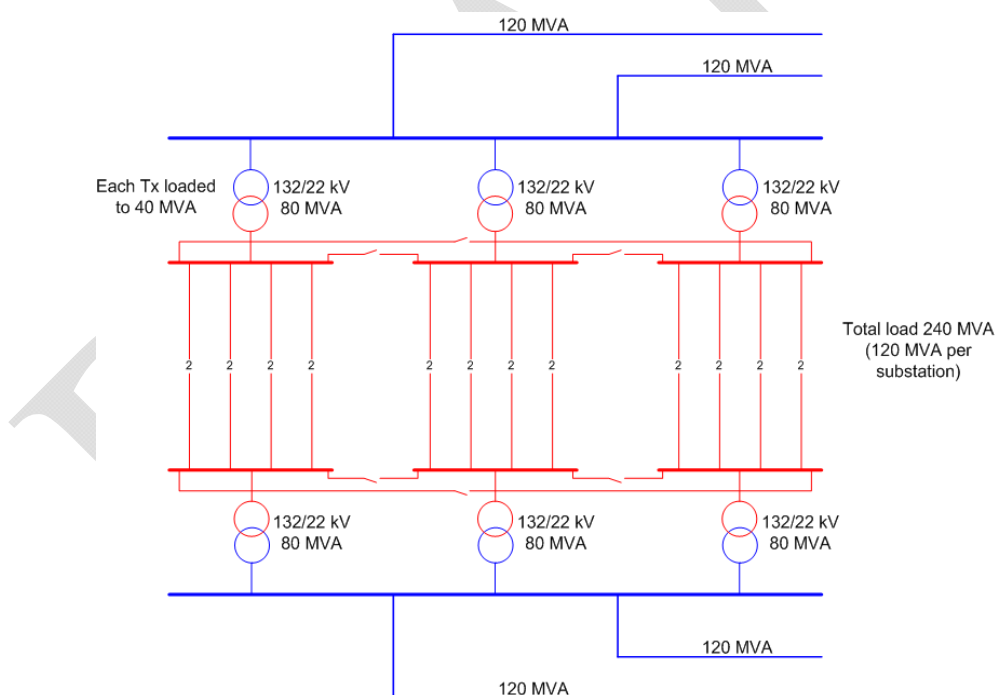 120 MVA
120 MVA
Each Tx loaded
to 40 MVA
132/22 kV
80 MVA
132/22 kV
80 MVA
132/22 kV
80 MVA
2 2 2 2 2 2 2 2 2 2 2 2
Total load 240 MVA
(120 MVA per
substation)
132/22 kV
80 MVA
132/22 kV
80 MVA
132/22 kV
80 MVA
120 MVA
120 MVA